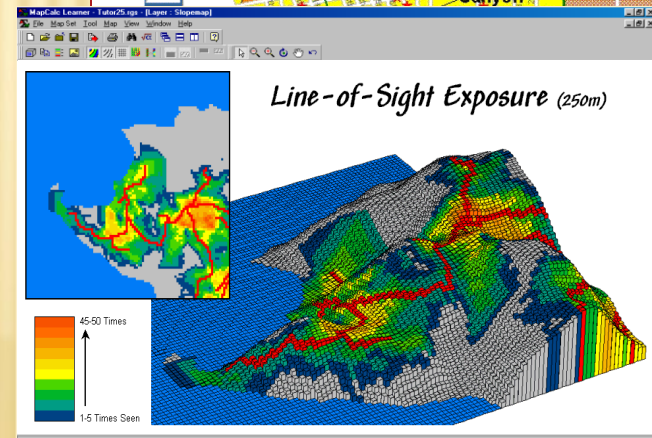 Canyon
MapCalc Learner - Tutor25.rgs - [Layer : Slopemap]
File Map Set Tool Map View Window Help
Line-of-Sight Exposure (250m)
45-50 Times
1-5 Times Seen